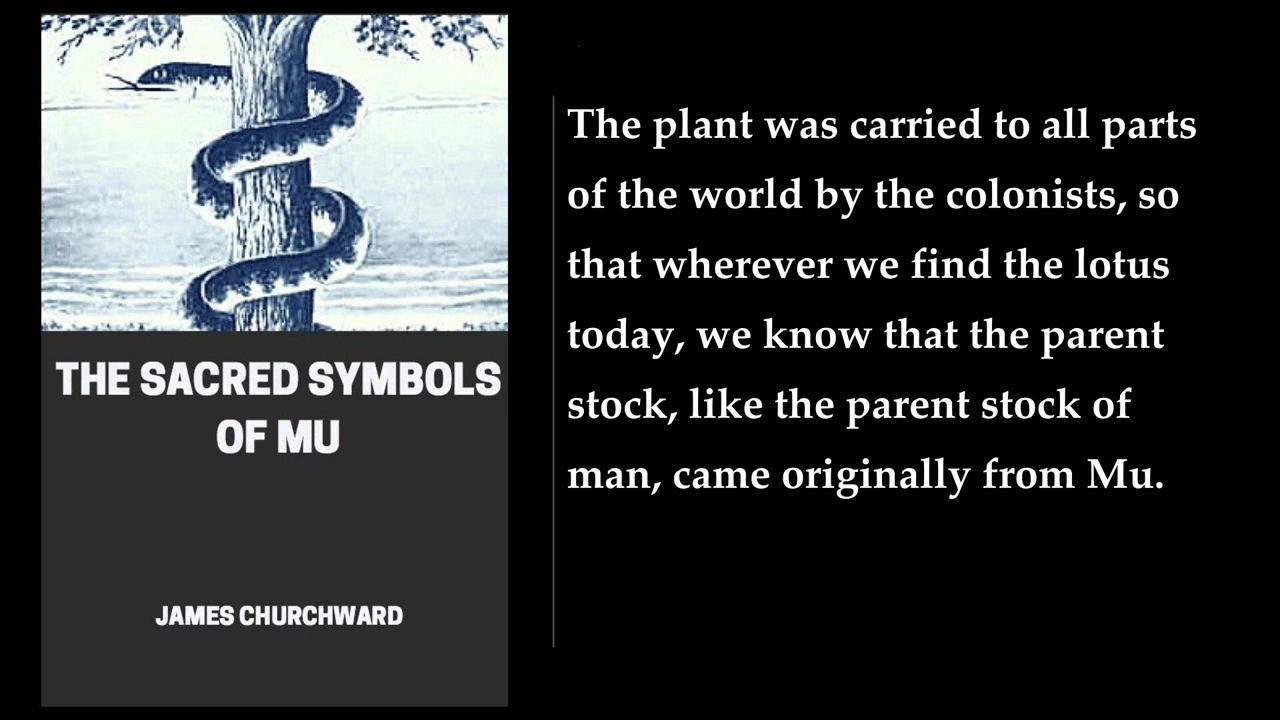 THE SACRED SYMBOLS
OF MU
JAMES CHURCHWARD
The plant was carried to all parts
of the world by the colonists, so
that wherever we find the lotus
today, we know that the parent
stock, like the parent stock of
man, came originally from Mu.